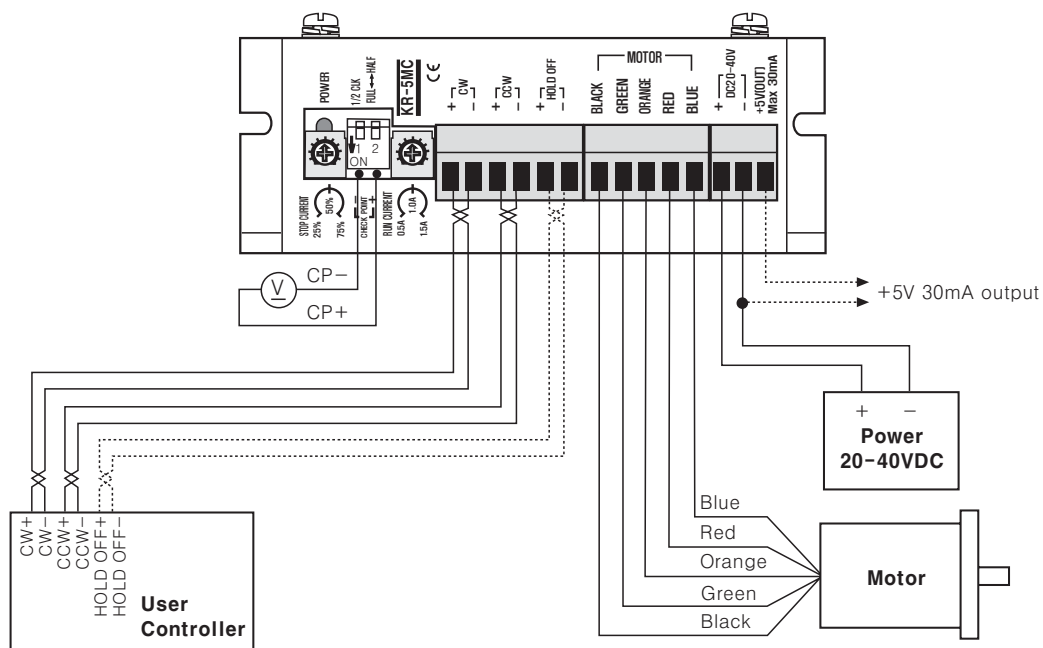 POWER
1/2 CLK
FULL↔HALF
KR-5MC
CE
+ CW -
+ CCW -
+ HOLD OFF -
MOTOR
BLACK
GREEN
ORANGE
RED
BLUE
+ DC20-40V -
+5V(OUT)
Max 30mA
1 2
ON
STOP CURRENT
25%
50%
75%
- CHECK POINT +
RUN CURRENT
0.5A
1.0A
1.5A
V
CP-
CP+
+5V 30mA output
+ -
Power
20-40VDC
Blue
Red
Orange
Green
Black
Motor
CW+
CW-
CCW+
CCW-
HOLD OFF+
HOLD OFF-
User
Controller